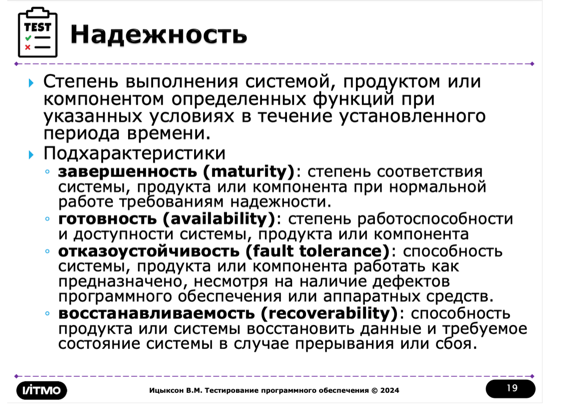 TEST
Надежность
Степень выполнения системой, продуктом или
компонентом определенных функций при
указанных условиях в течение установленного
периода времени.
Подхарактеристики
завершенность (maturity): степень соответствия
системы, продукта или компонента при нормальной
работе требованиям надежности.
готовность (availability): степень работоспособности
и доступности системы, продукта или компонента
отказоустойчивость (fault tolerance): способность
системы, продукта или компонента работать как
предназначено, несмотря на наличие дефектов
программного обеспечения или аппаратных средств.
восстанавливаемость (recoverability): способность
продукта или системы восстановить данные и требуемое
состояние системы в случае прерывания или сбоя.
ИТМО
Ицыксон В.М. Тестирование программного обеспечения © 2024
19